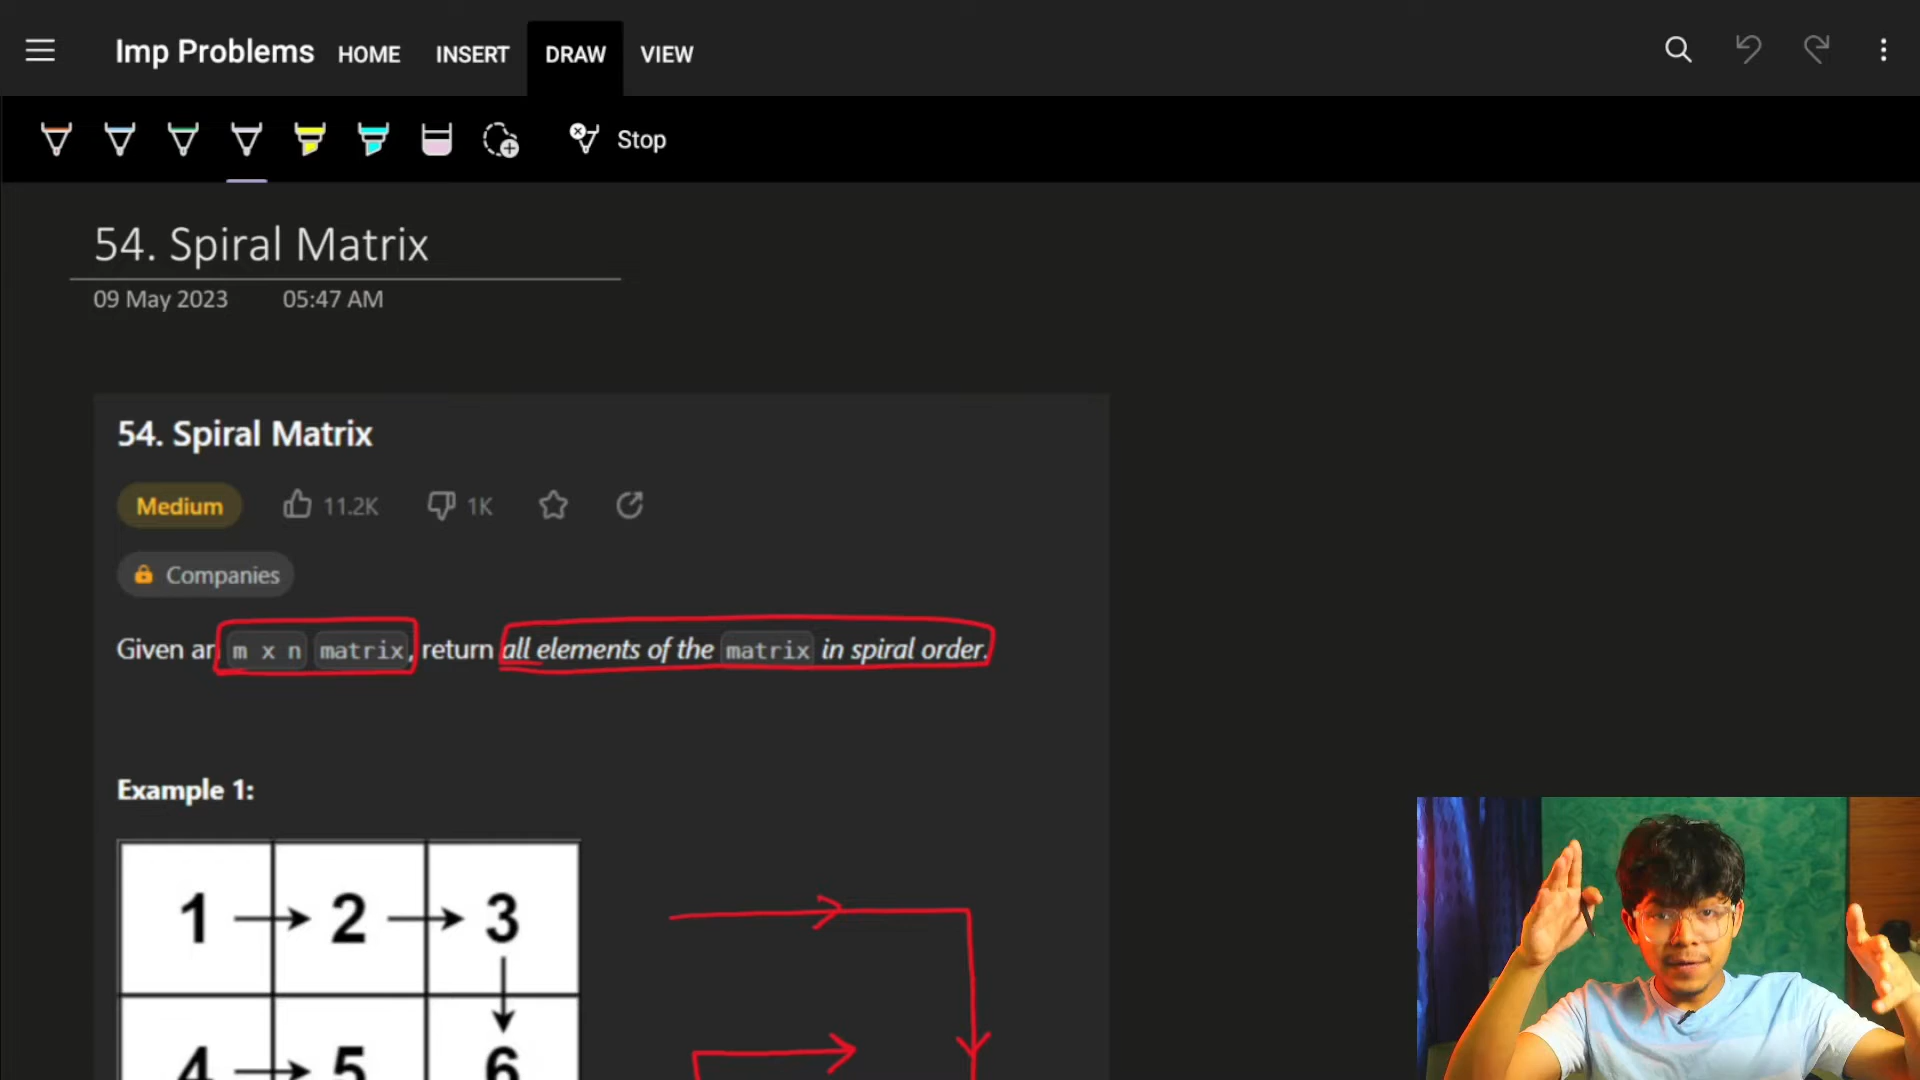 Imp Problems HOME INSERT DRAW VIEW
Stop
54. Spiral Matrix
09 May 2023 05:47 AM
54. Spiral Matrix
Medium 11.2K 1K
Companies
Given an m x n matrix, return all elements of the matrix in spiral order.
Example 1:
1 2 3
4 5 6